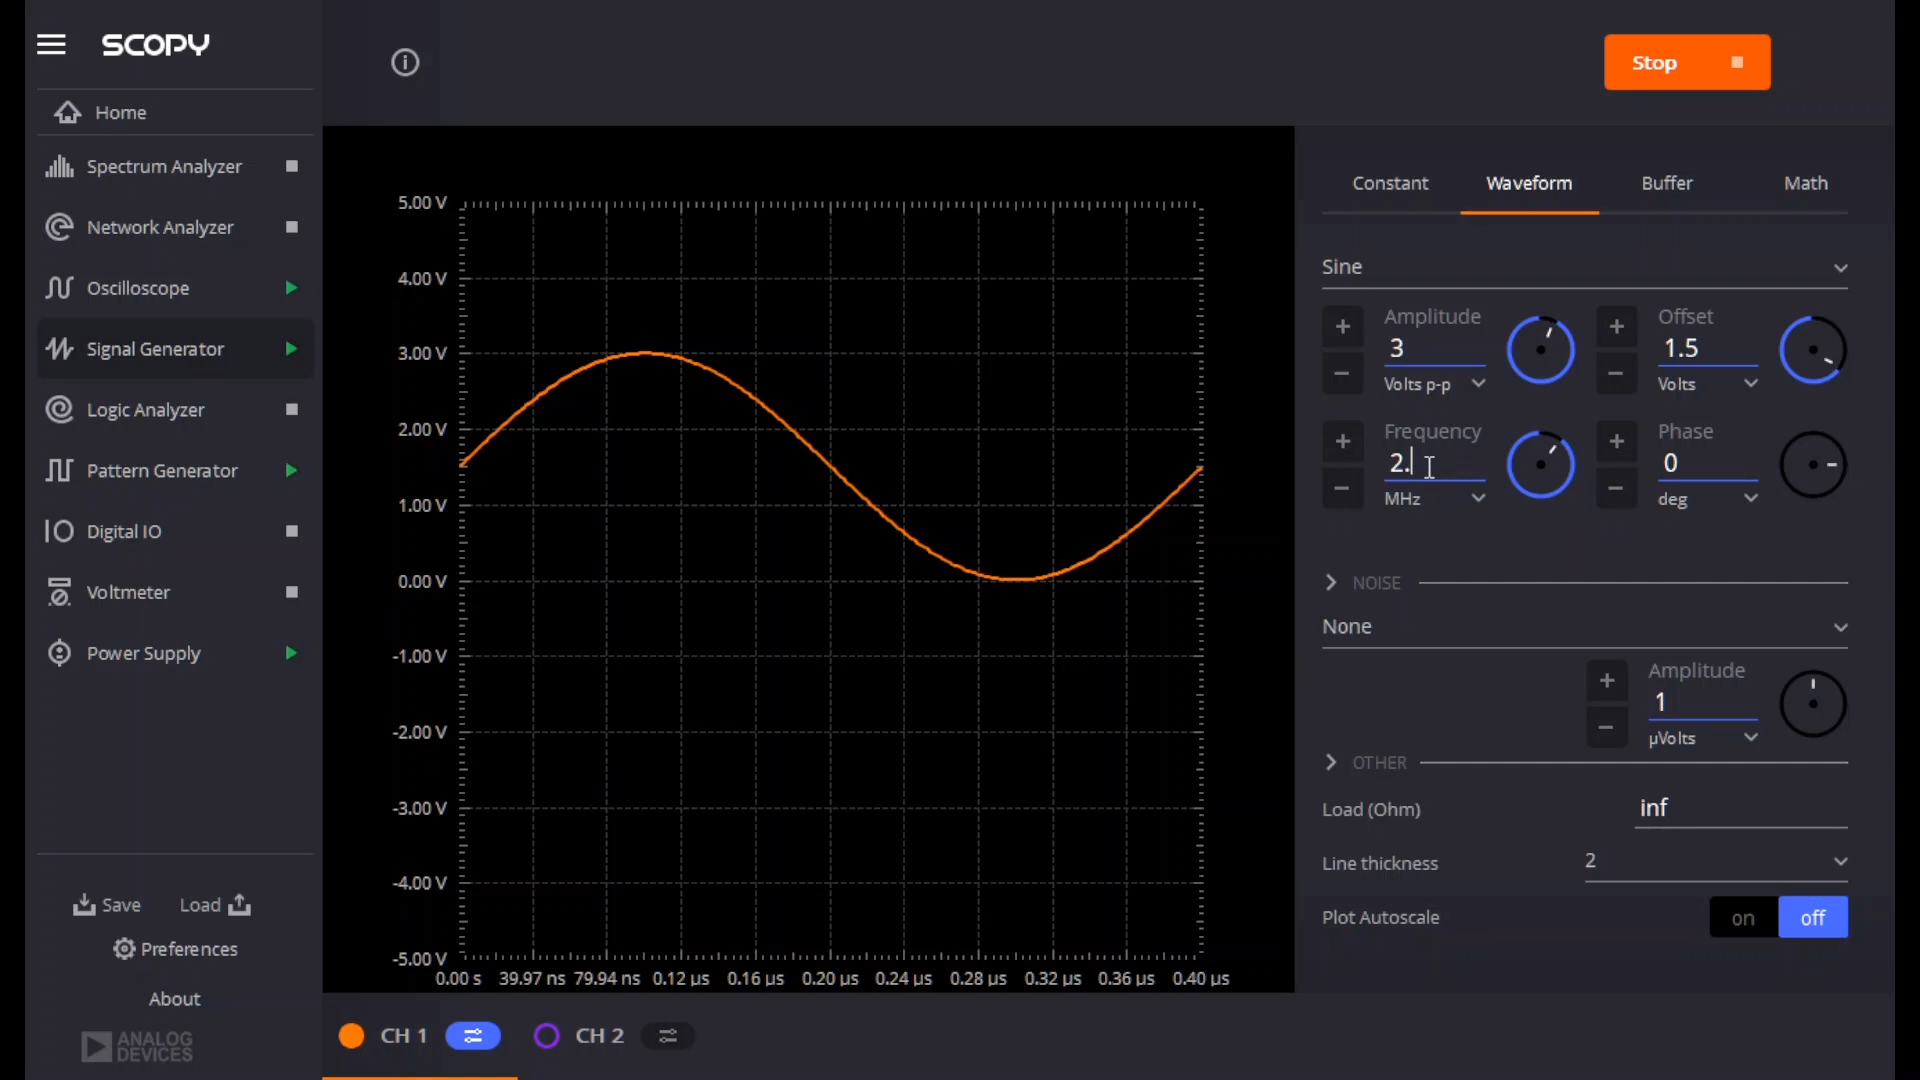 SCOPY
Home
Spectrum Analyzer
Network Analyzer
Oscilloscope
Signal Generator
Logic Analyzer
Pattern Generator
Digital IO
Voltmeter
Power Supply
Save Load
Preferences
About
ANALOG
DEVICES
Stop
5.00 V
4.00 V
3.00 V
2.00 V
1.00 V
0.00 V
-1.00 V
-2.00 V
-3.00 V
-4.00 V
-5.00 V
0.00 s 39.97 ns 79.94 ns 0.12 µs 0.16 µs 0.20 µs 0.24 µs 0.28 µs 0.32 µs 0.36 µs 0.40 µs
CH 1 CH 2
Constant Waveform Buffer Math
Sine
Amplitude Offset
3 1.5
Volts p-p Volts
Frequency Phase
2. 0
MHz deg
NOISE
None
Amplitude
1
µVolts
OTHER
Load (Ohm) inf
Line thickness 2
Plot Autoscale on off